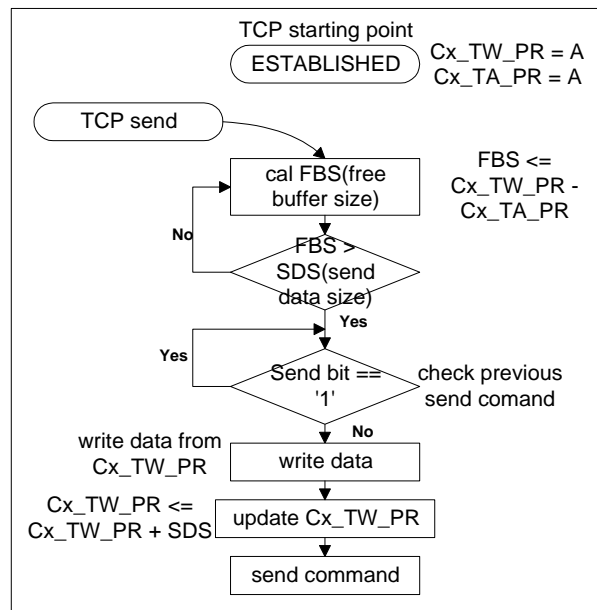 TCP starting point
ESTABLISHED
Cx_TW_PR = A
Cx_TA_PR = A
TCP send
cal FBS(free
buffer size)
FBS <=
Cx_TW_PR -
Cx_TA_PR
No
FBS >
SDS(send
data size)
Yes
Yes
Send bit ==
'1'
check previous
send comand
No
write data from
Cx_TW_PR
write data
Cx_TW_PR <=
Cx_TW_PR + SDS
update Cx_TW_PR
send command